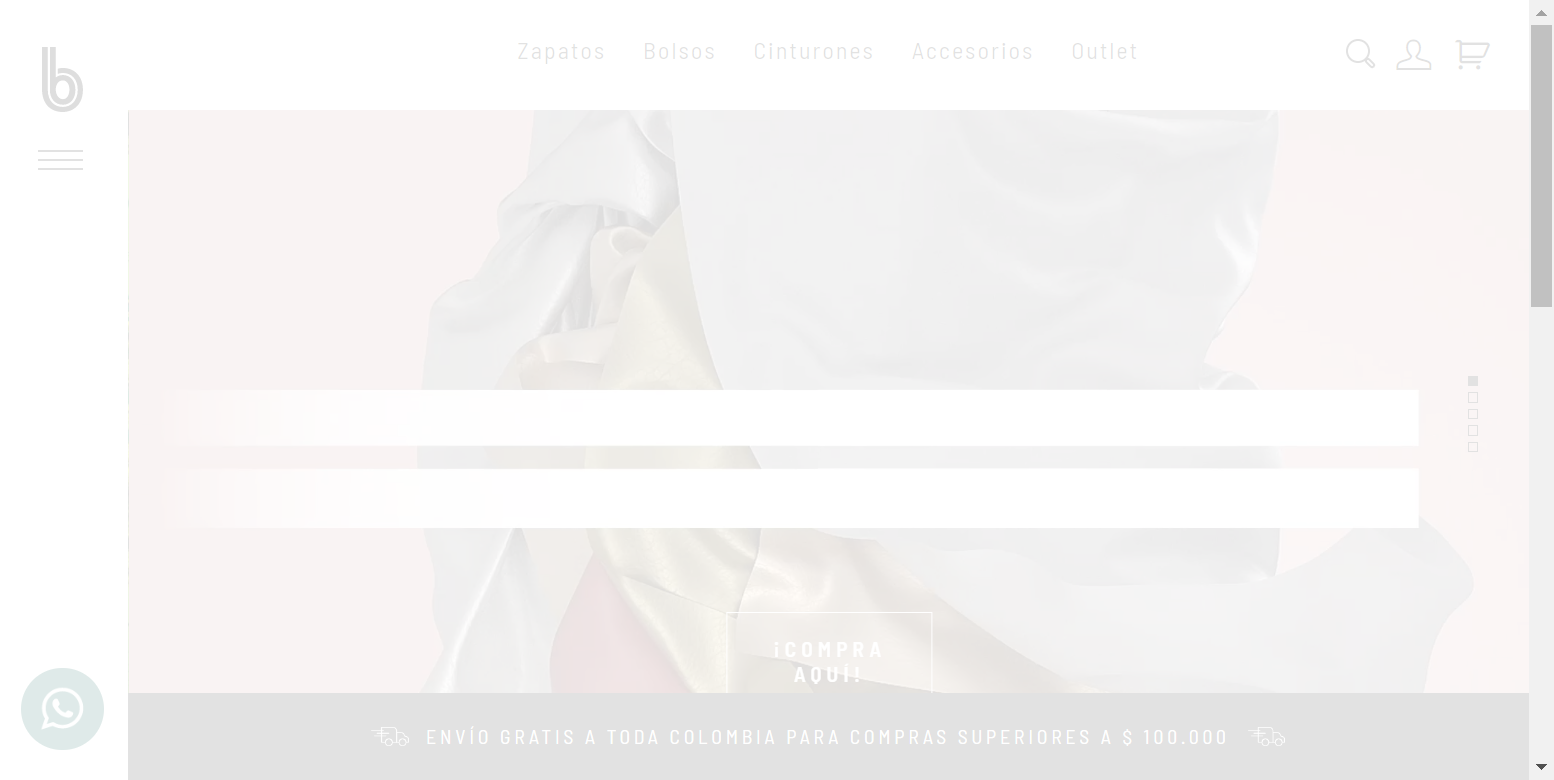 b
Zapatos Bolsos Cinturones Accesorios Outlet
¡COMPRA
AQUÍ!
ENVÍO GRATIS A TODA COLOMBIA PARA COMPRAS SUPERIORES A $ 100.000